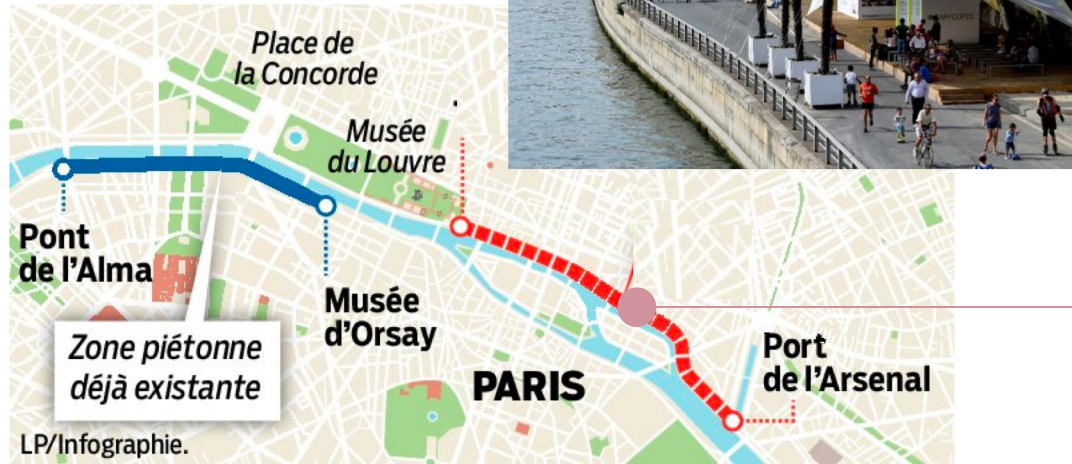 Place de
la Concorde
Musée
du Louvre
Pont
de l'Alma
Musée
d'Orsay
Zone piétonne
déjà existante
PARIS
Port
de l'Arsenal
LP/Infographie.